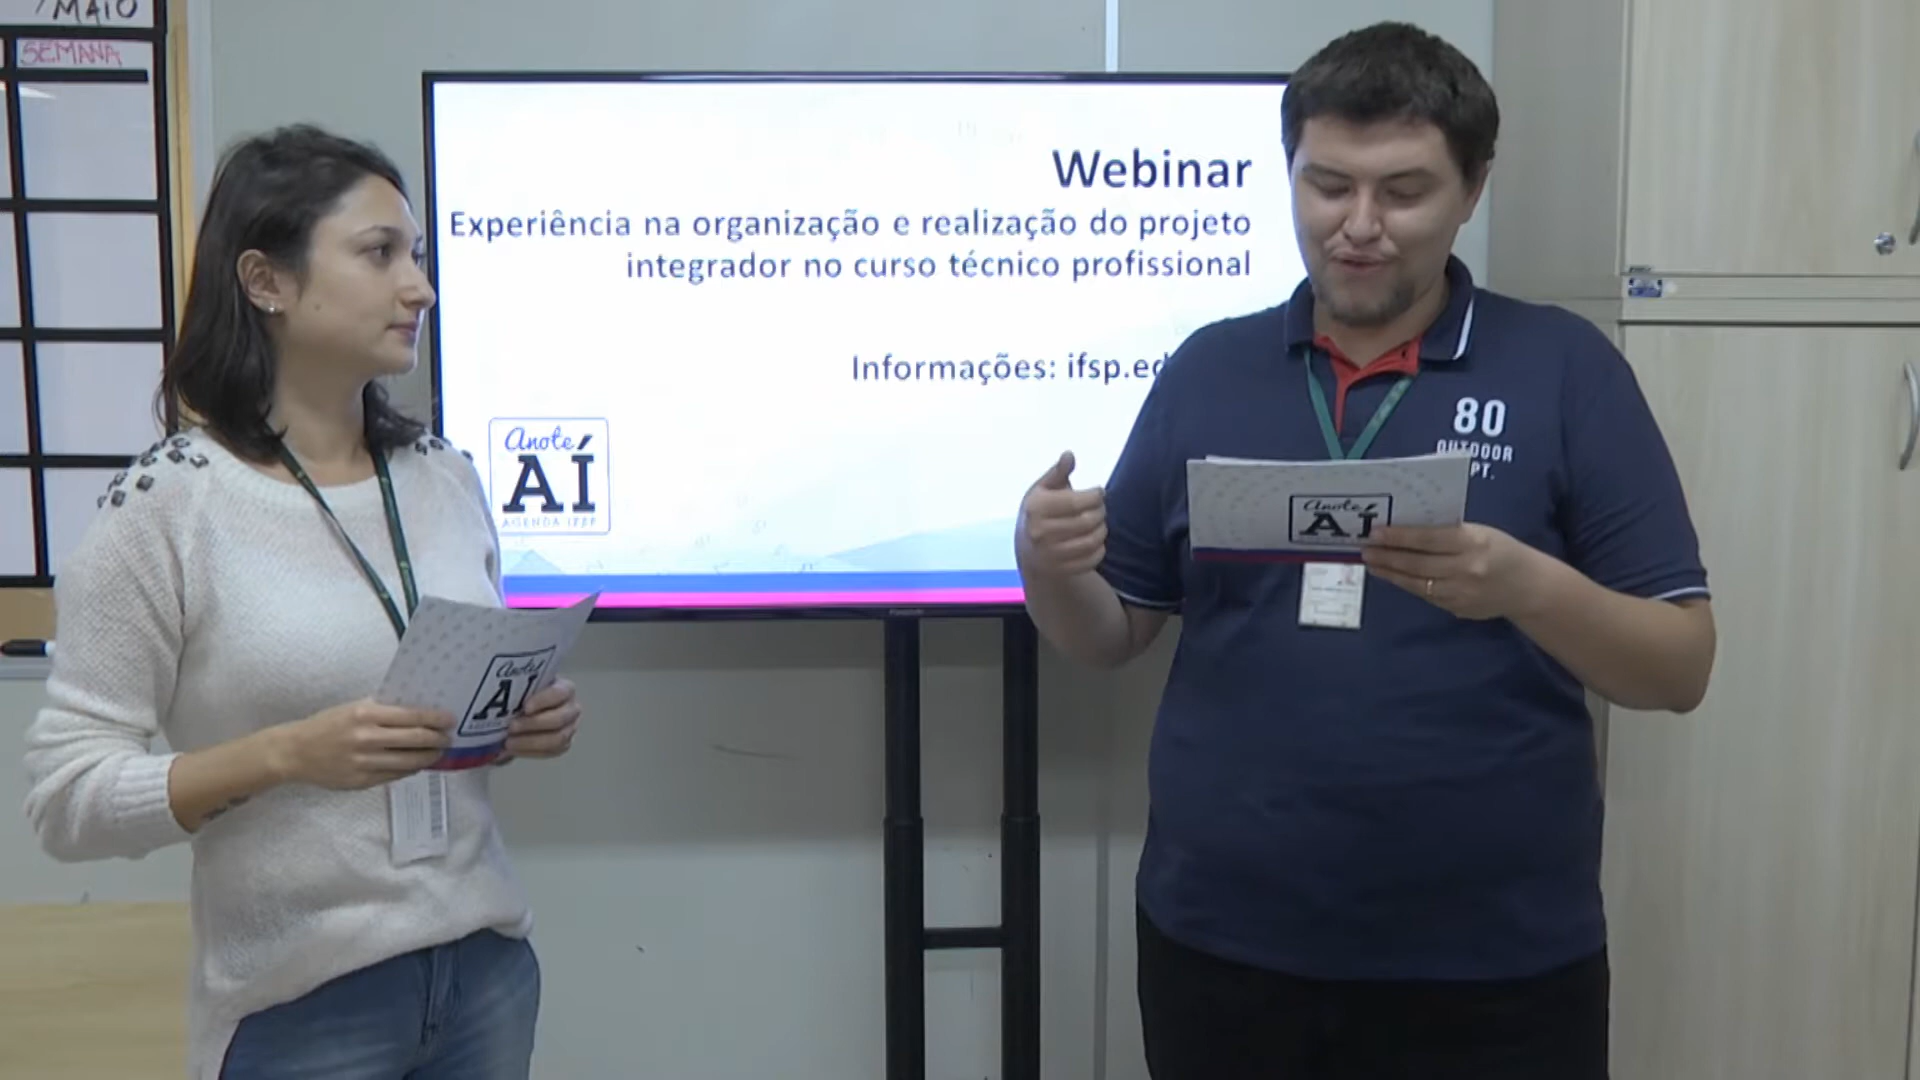 MAIO
SEMANA
Webinar
Experiência na organização e realização do projeto
integrador no curso técnico profissional
Informações: ifsp.ed
Anote
AÍ
AGENDA IFSP
Anote
AÍ
80
OUTDOOR
PT.
Anote
AÍ